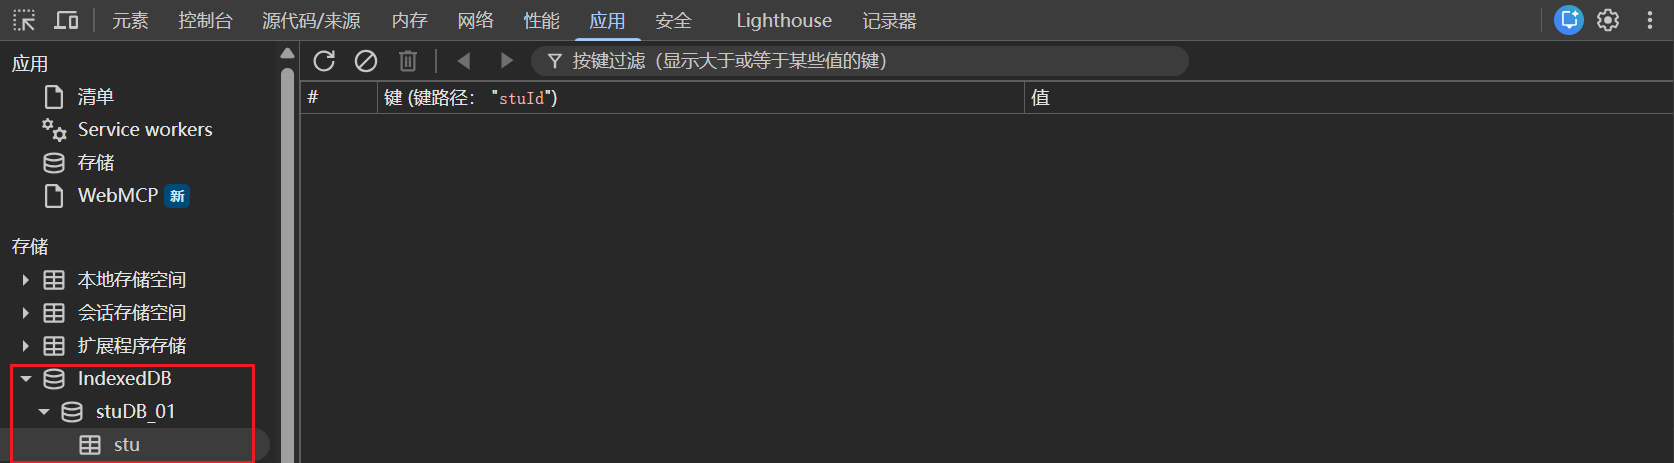 元素 控制台 源代码/来源 内存 网络 性能 应用 安全 Lighthouse 记录器
应用
清单
Service workers
存储
WebMCP 新
存储
本地存储空间
会话存储空间
扩展程序存储
IndexedDB
stuDB_01
stu
按键过滤（显示大于或等于某些值的键）
# 键 (键路径： "stuId") 值